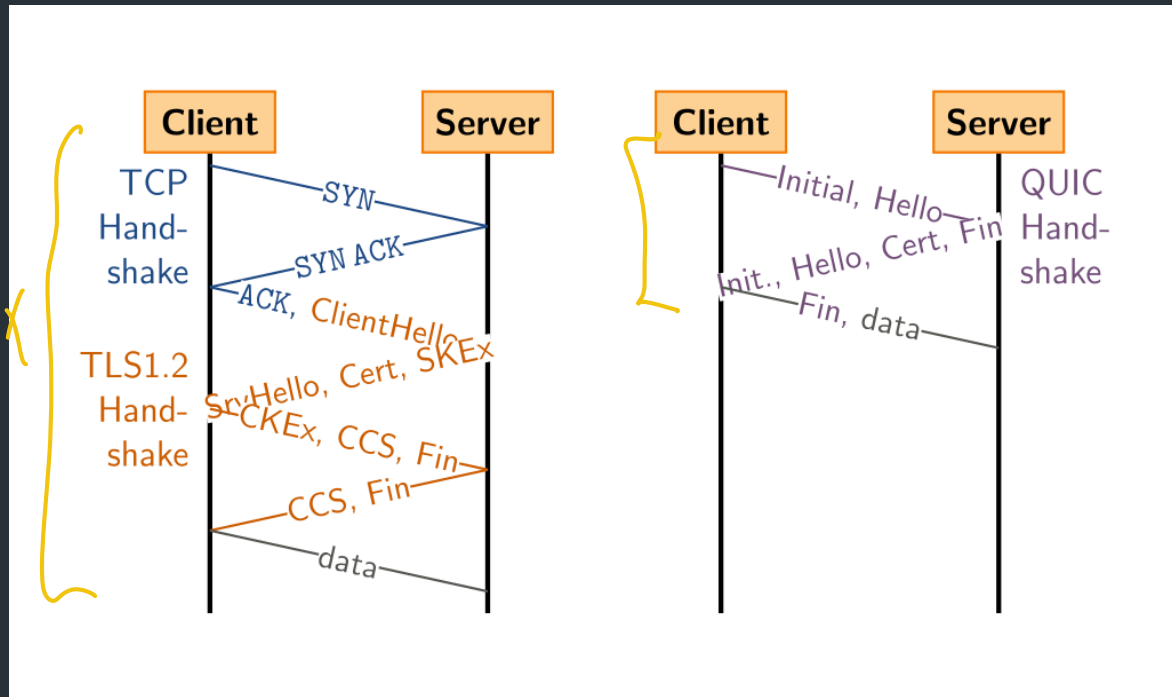 Client
Server
TCP
Hand-
shake
SYN
SYN ACK
ACK, ClientHello
TLS1.2
Hand-
shake
SrvHello, Cert, SKEx
CKEx, CCS, Fin
CCS, Fin
data
Client
Server
QUIC
Hand-
shake
Initial, Hello
Init., Hello, Cert, Fin
Fin, data